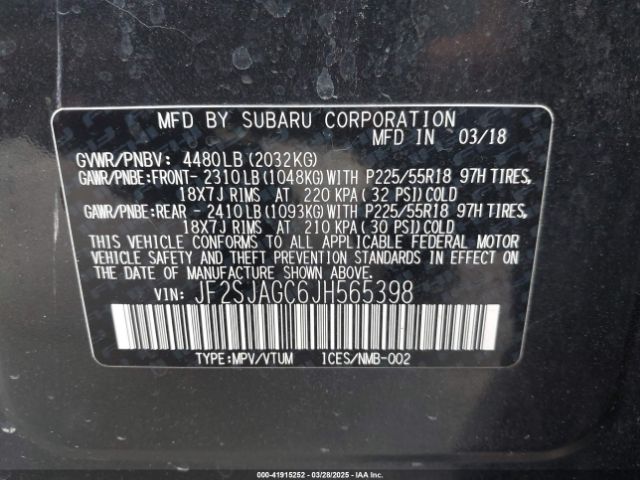 MFD BY SUBARU CORPORATION
MFD IN 03/18
GVWR/PNBV: 4480LB(2032KG)
GAWR/PNBE:FRONT- 2310LB(1048KG)WITH P225/55R18 97H TIRES,
18X7J RIMS AT 220 KPA(32 PSI)COLD
GAWR/PNBE:REAR - 2410LB(1093KG)WITH P225/55R18 97H TIRES,
18X7J RIMS AT 210 KPA(30 PSI)COLD
THIS VEHICLE CONFORMS TO ALL APPLICABLE FEDERAL MOTOR
VEHICLE SAFETY AND THEFT PREVENTION STANDARDS IN EFFECT
ON THE DATE OF MANUFACTURE SHOWN ABOVE.
VIN: JF2SJAGC6JH565398
TYPE:MPV/VTUM ICES/NMB-002
000-41915252 - 03/28/2025 - IAA Inc.